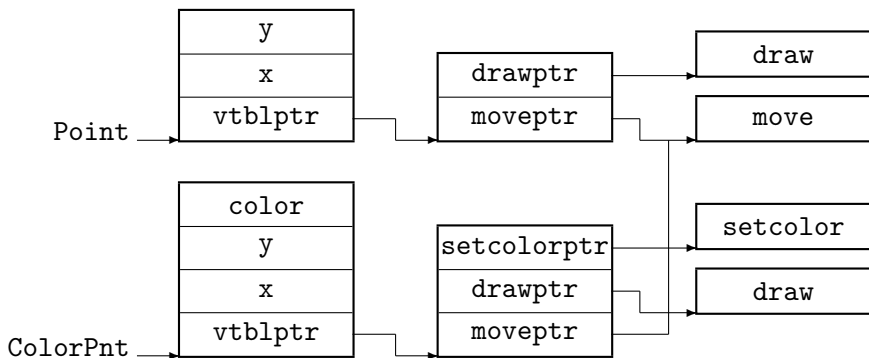 y
x
vtblptr
Point
drawptr
moveptr
draw
move
color
y
x
vtblptr
ColorPnt
setcolorptr
drawptr
moveptr
setcolor
draw